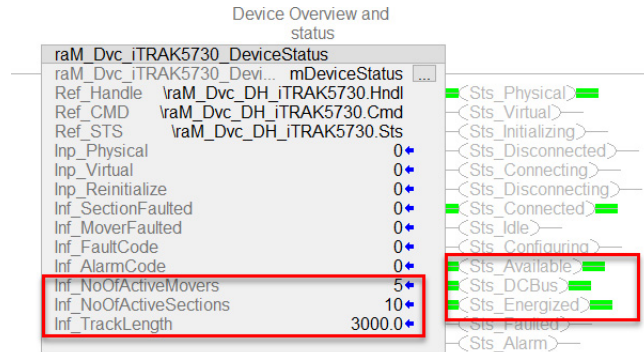 Device Overview and
status
raM_Dvc_iTRAK5730_DeviceStatus
raM_Dvc_iTRAK5730_Devi... mDeviceStatus ...
Ref_Handle \raM_Dvc_DH_iTRAK5730.Hndl Sts_Physical
Ref_CMD \raM_Dvc_DH_iTRAK5730.Cmd Sts_Virtual
Ref_STS \raM_Dvc_DH_iTRAK5730.Sts Sts_Initializing
Inp_Physical 0 Sts_Disconnected
Inp_Virtual 0 Sts_Connecting
Inp_Reinitialize 0 Sts_Disconnecting
Inf_SectionFaulted 0 Sts_Connected
Inf_MoverFaulted 0 Sts_Idle
Inf_FaultCode 0 Sts_Configuring
Inf_AlarmCode 0 Sts_Available
Inf_NoOfActiveMovers 5 Sts_DCBus
Inf_NoOfActiveSections 10 Sts_Energized
Inf_TrackLength 3000.0 Sts_Faulted
Sts_Alarm